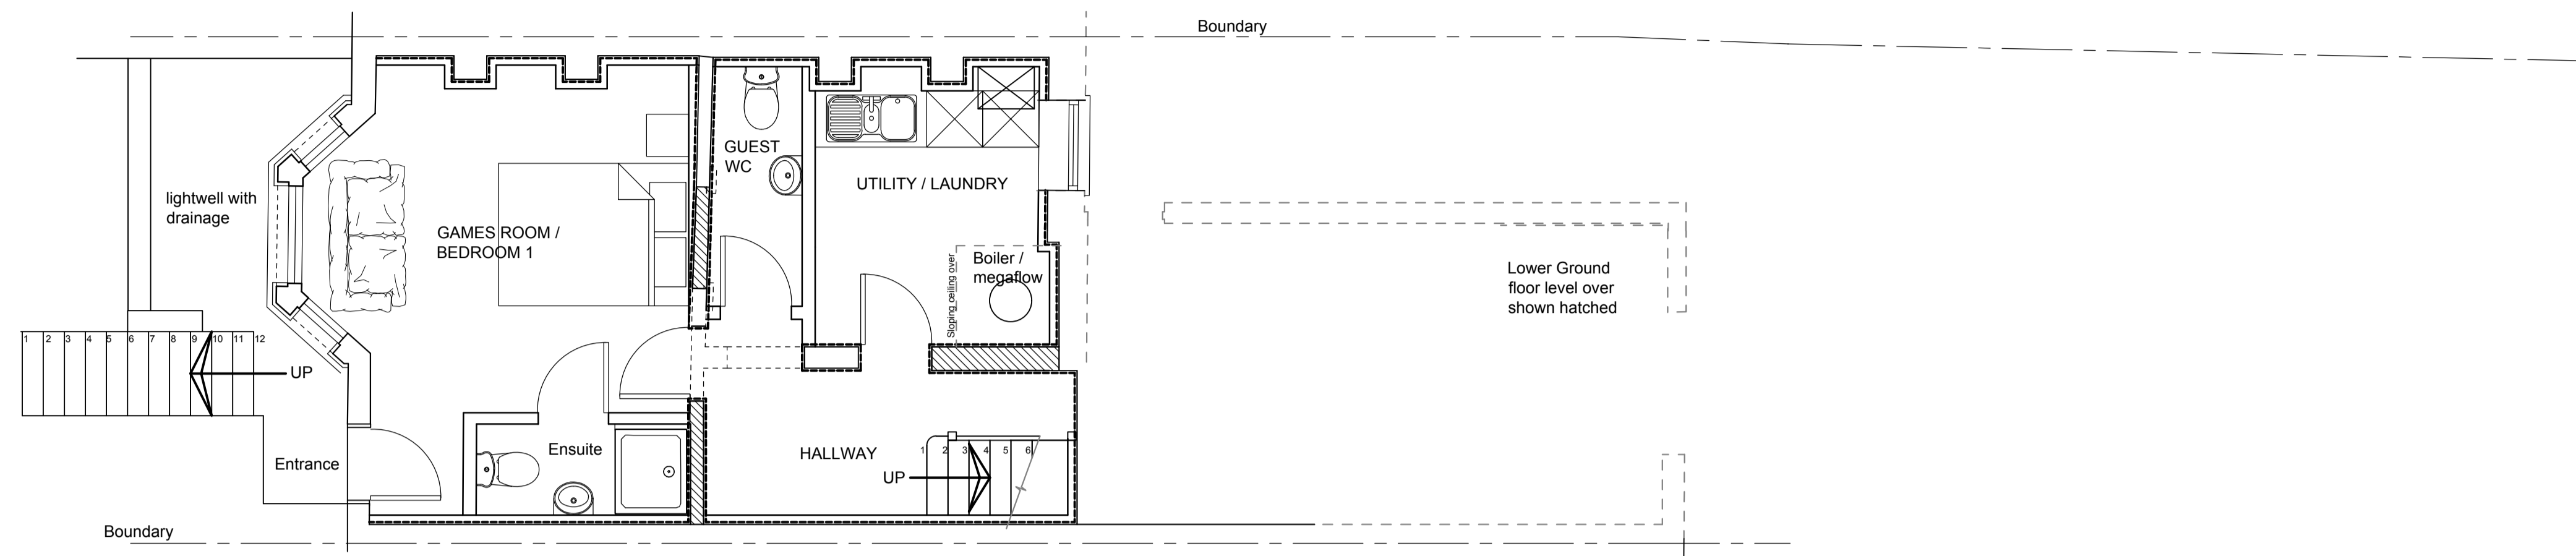 Boundary
lightwell with
drainage
GAMES ROOM /
BEDROOM 1
GUEST
WC
UTILITY / LAUNDRY
Sloping ceiling over
Boiler /
megaflow
Lower Ground
floor level over
shown hatched
1 2 3 4 5 6 7 8 9 10 11 12
UP
Entrance
Ensuite
HALLWAY
1 2 3 4 5 6
UP
Boundary